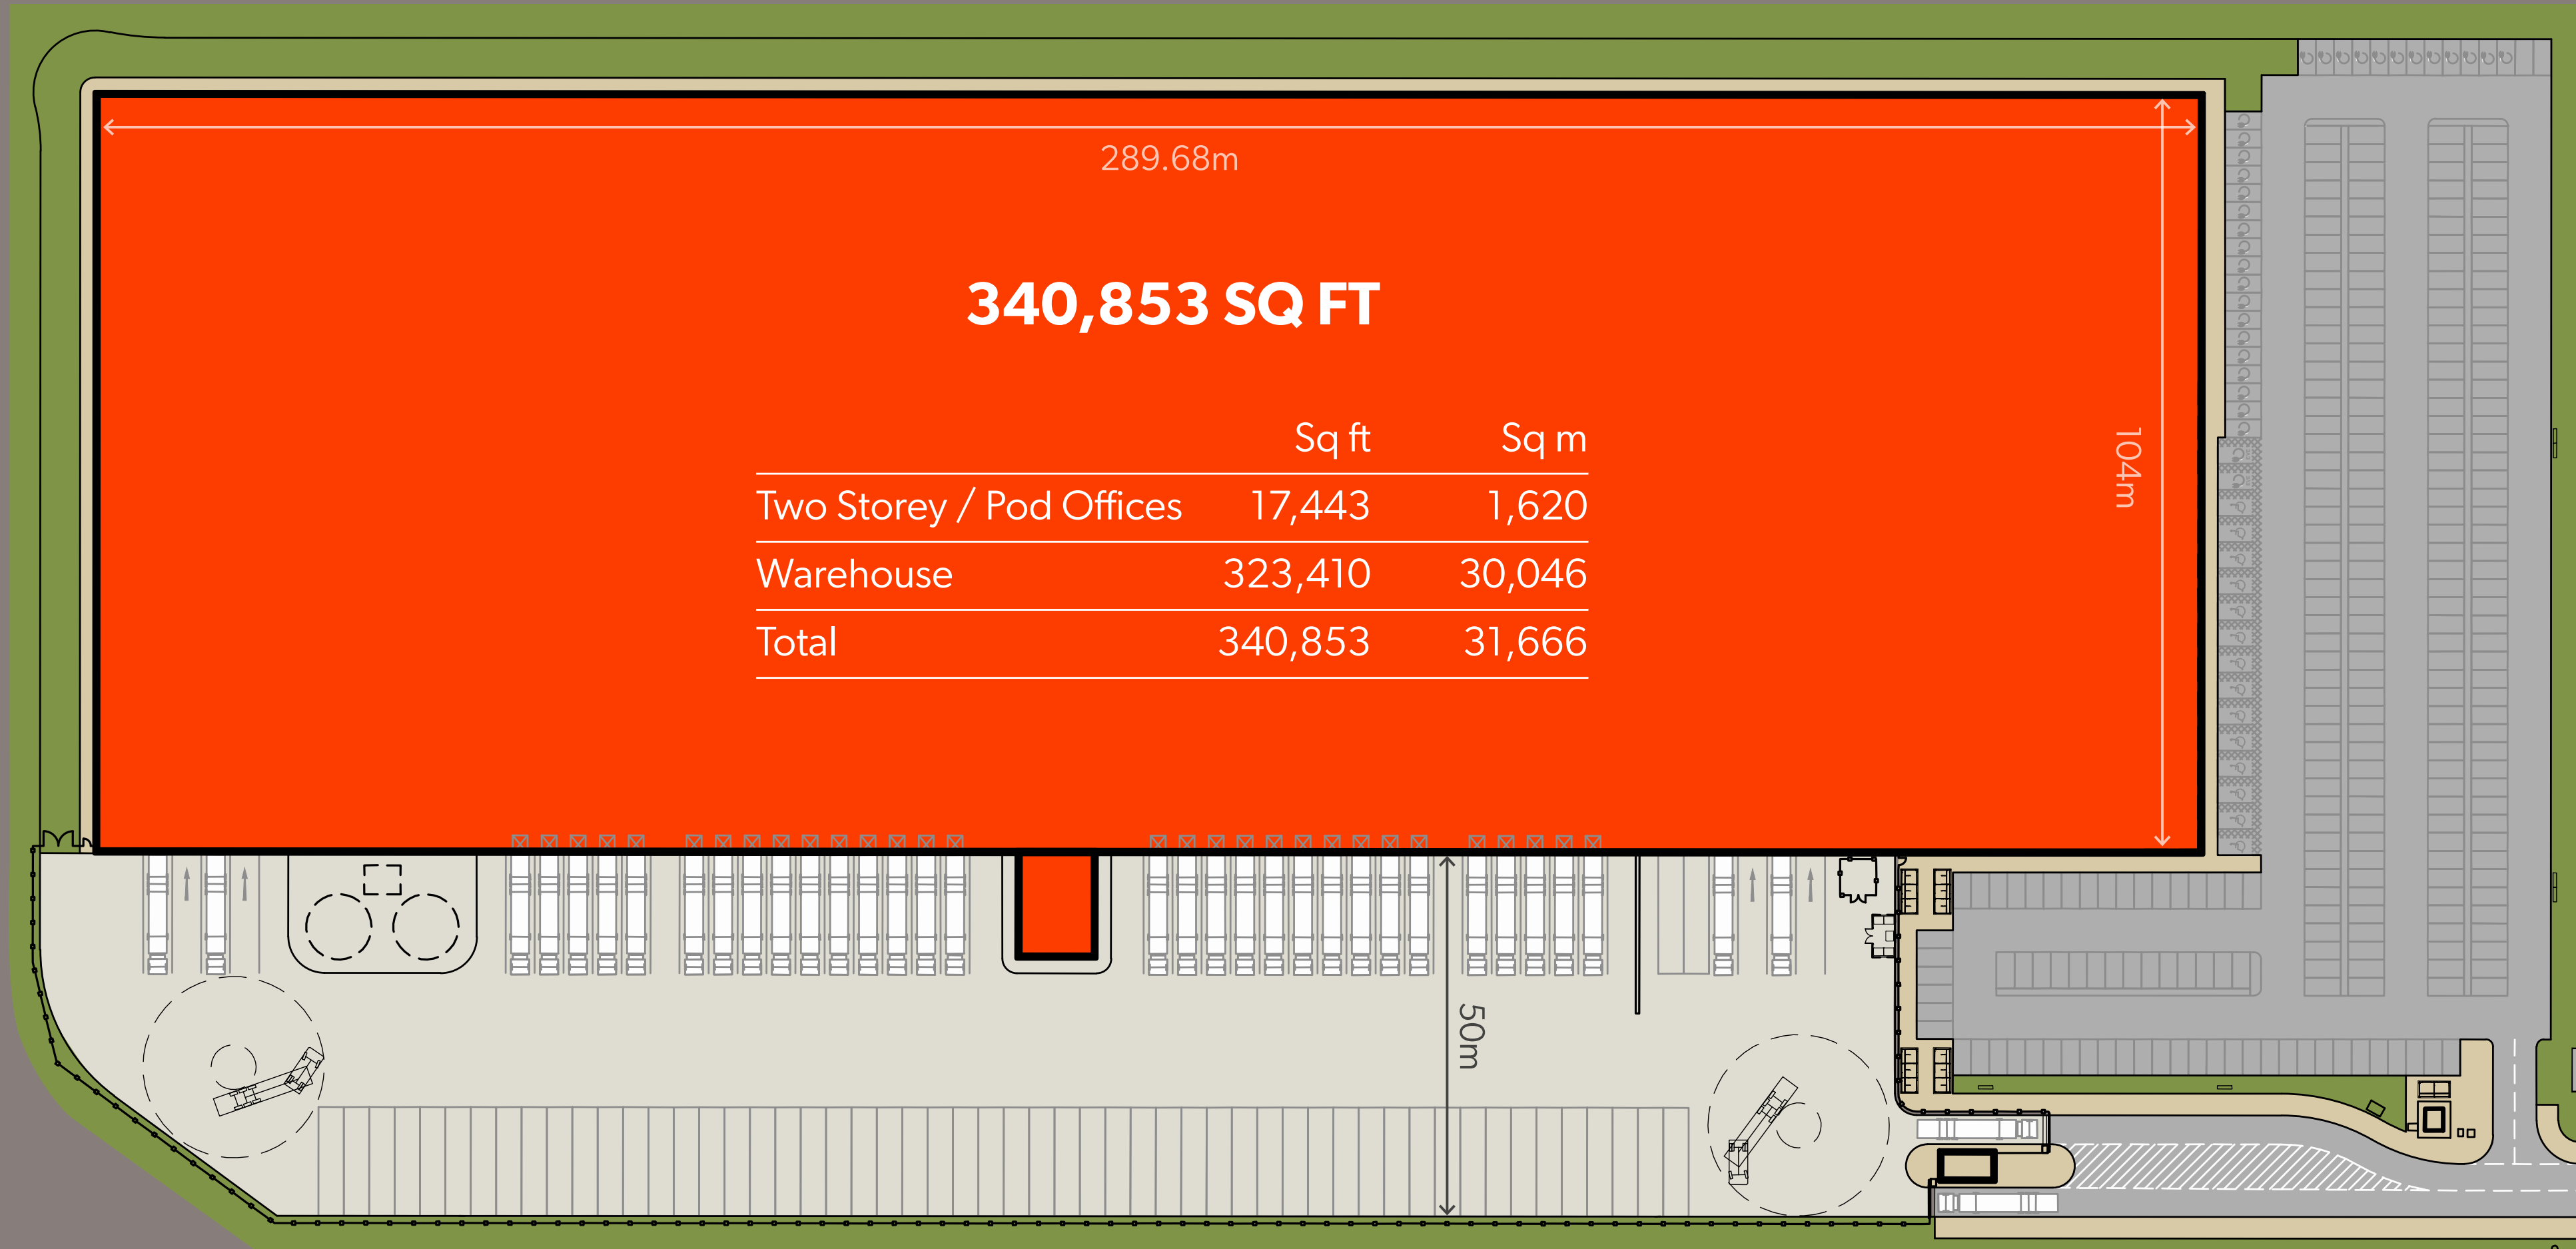 289.68m
340,853 SQ FT
104m
Sq ft Sq m
Two Storey / Pod Offices 17,443 1,620
Warehouse 323,410 30,046
Total 340,853 31,666
50m